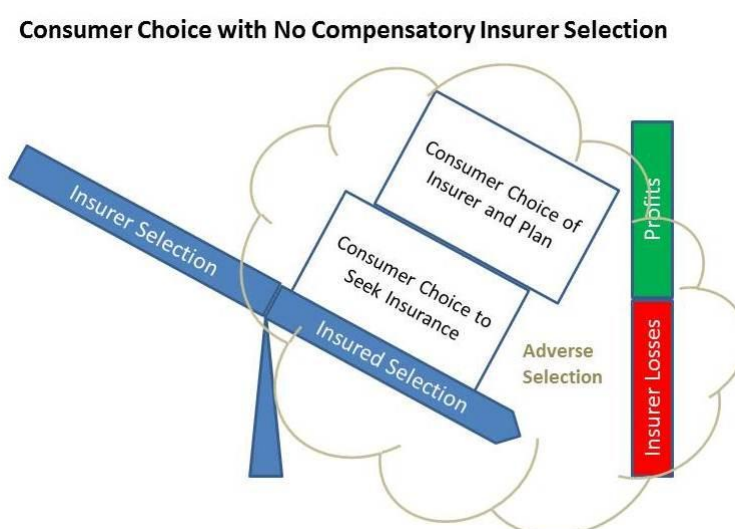 Consumer Choice with No Compensatory Insurer Selection
Consumer Choice of
Insurer and Plan
Insurer Selection
Consumer Choice to
Seek Insurance
Insured Selection
Adverse
Selection
Profits
Insurer Losses